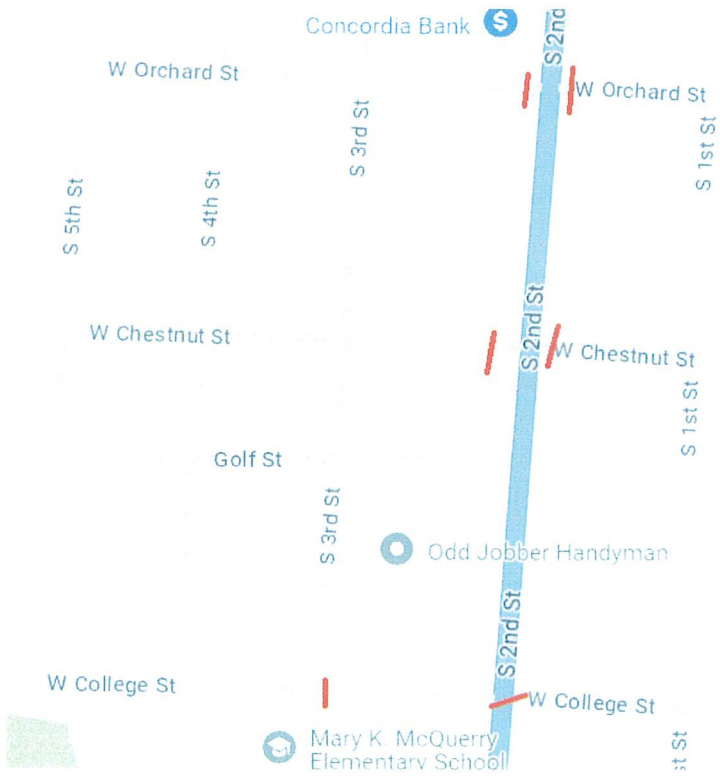 Concordia Bank
$
S 2nd
W Orchard St
W Orchard St
S 3rd St
S 1st St
S 4th St
S 5th St
S 2nd St
W Chestnut St
W Chestnut St
S 1st St
Golf St
S 3rd St
Odd Jobber Handyman
S 2nd St
W College St
W College St
Mary K. McQuerry
Elementary School
st St